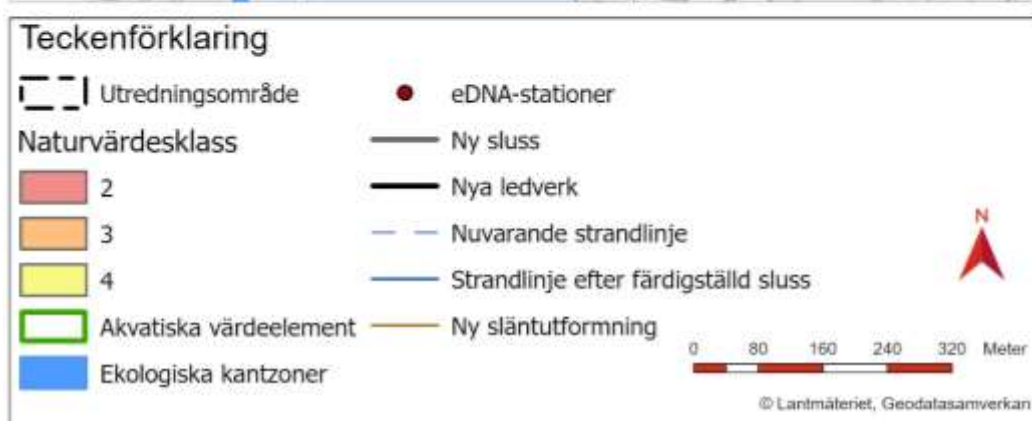 Teckenförklaring
Utredningsområde
Naturvärdesklass
2
3
4
Akvatiska värdeelement
Ekologiska kantzoner
eDNA-stationer
Ny sluss
Nya ledverk
Nuvarande strandlinje
Strandlinje efter färdigställd sluss
Ny släntutformning
N
0 80 160 240 320 Meter
© Lantmäteriet, Geodatasamverkan